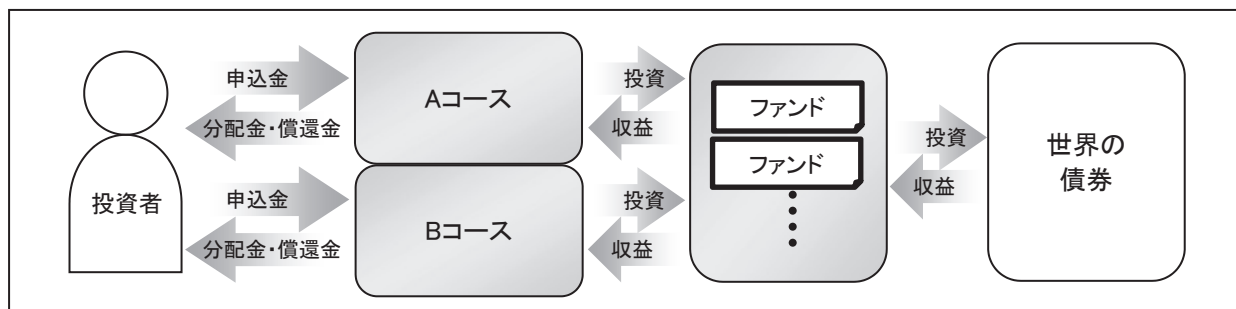 投資者
申込金
分配金・償還金
申込金
分配金・償還金
Aコース
Bコース
投資
収益
投資
収益
ファンド
ファンド
投資
収益
世界の
債券